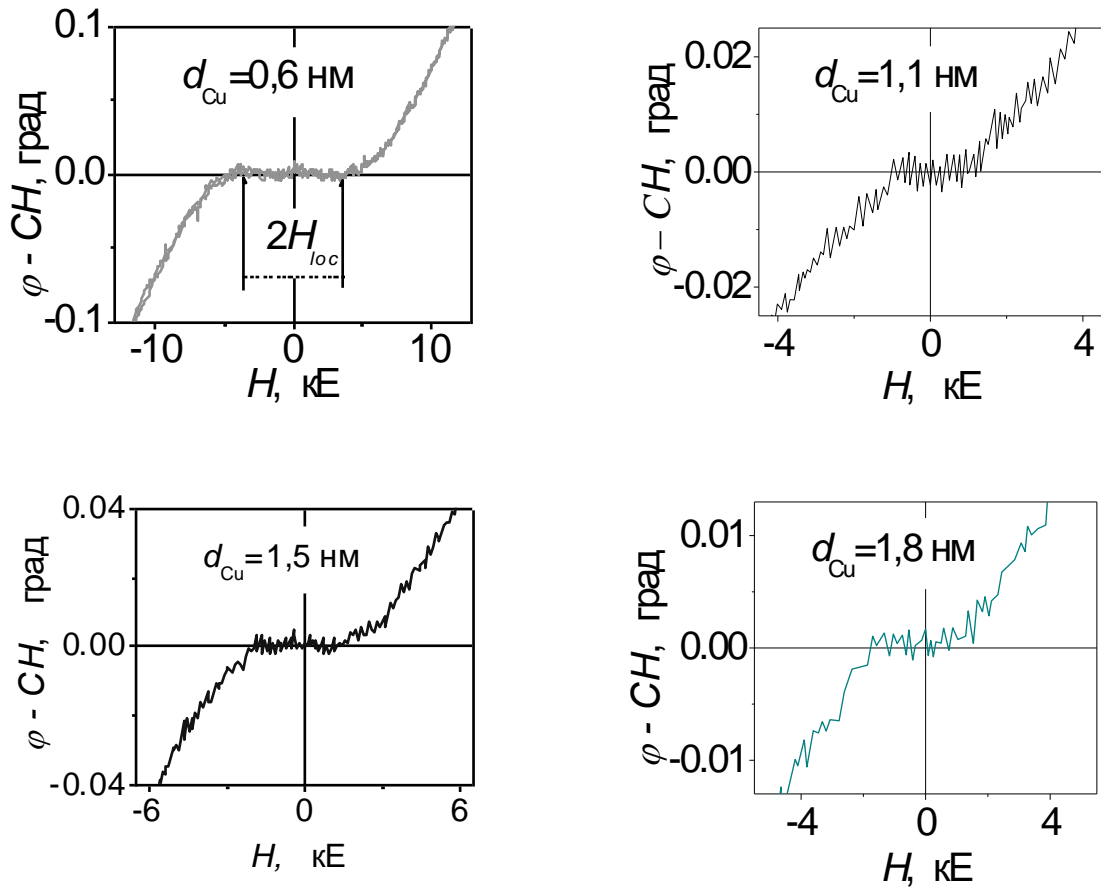 0.1
d_Cu=0,6 нм
φ - CH, град
0.0
2H_loc
-0.1
-10 0 10
H, кЕ
0.02
d_Cu=1,1 нм
φ – CH, град
0.00
-0.02
-4 0 4
H, кЕ
0.04
d_Cu=1,5 нм
φ - CH, град
0.00
-0.04
-6 0 6
H, кЕ
0.01
d_Cu=1,8 нм
φ - CH, град
0.00
-0.01
-4 0 4
H, кЕ